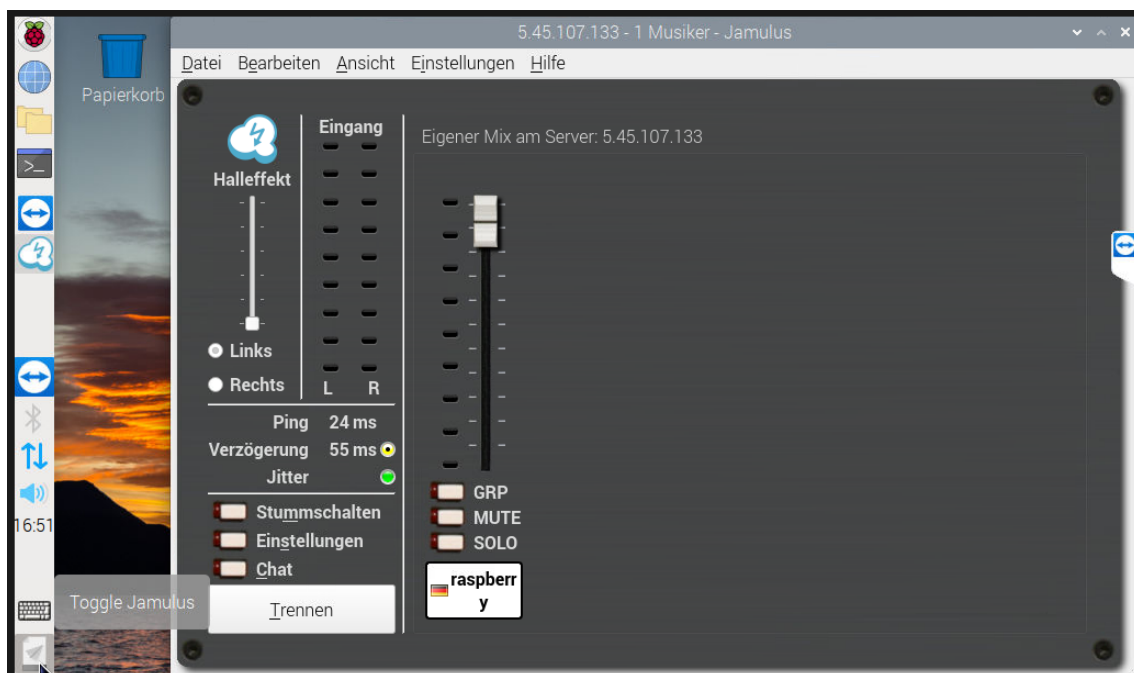 5.45.107.133 - 1 Musiker - Jamulus
Datei Bearbeiten Ansicht Einstellungen Hilfe
Papierkorb
Eingang
Eigener Mix am Server: 5.45.107.133
Halleffekt
Links
Rechts
L R
Ping 24 ms
Verzögerung 55 ms
Jitter
Stummschalten
Einstellungen
Chat
Trennen
GRP
MUTE
SOLO
raspberr
y
>_
16:51
Toggle Jamulus